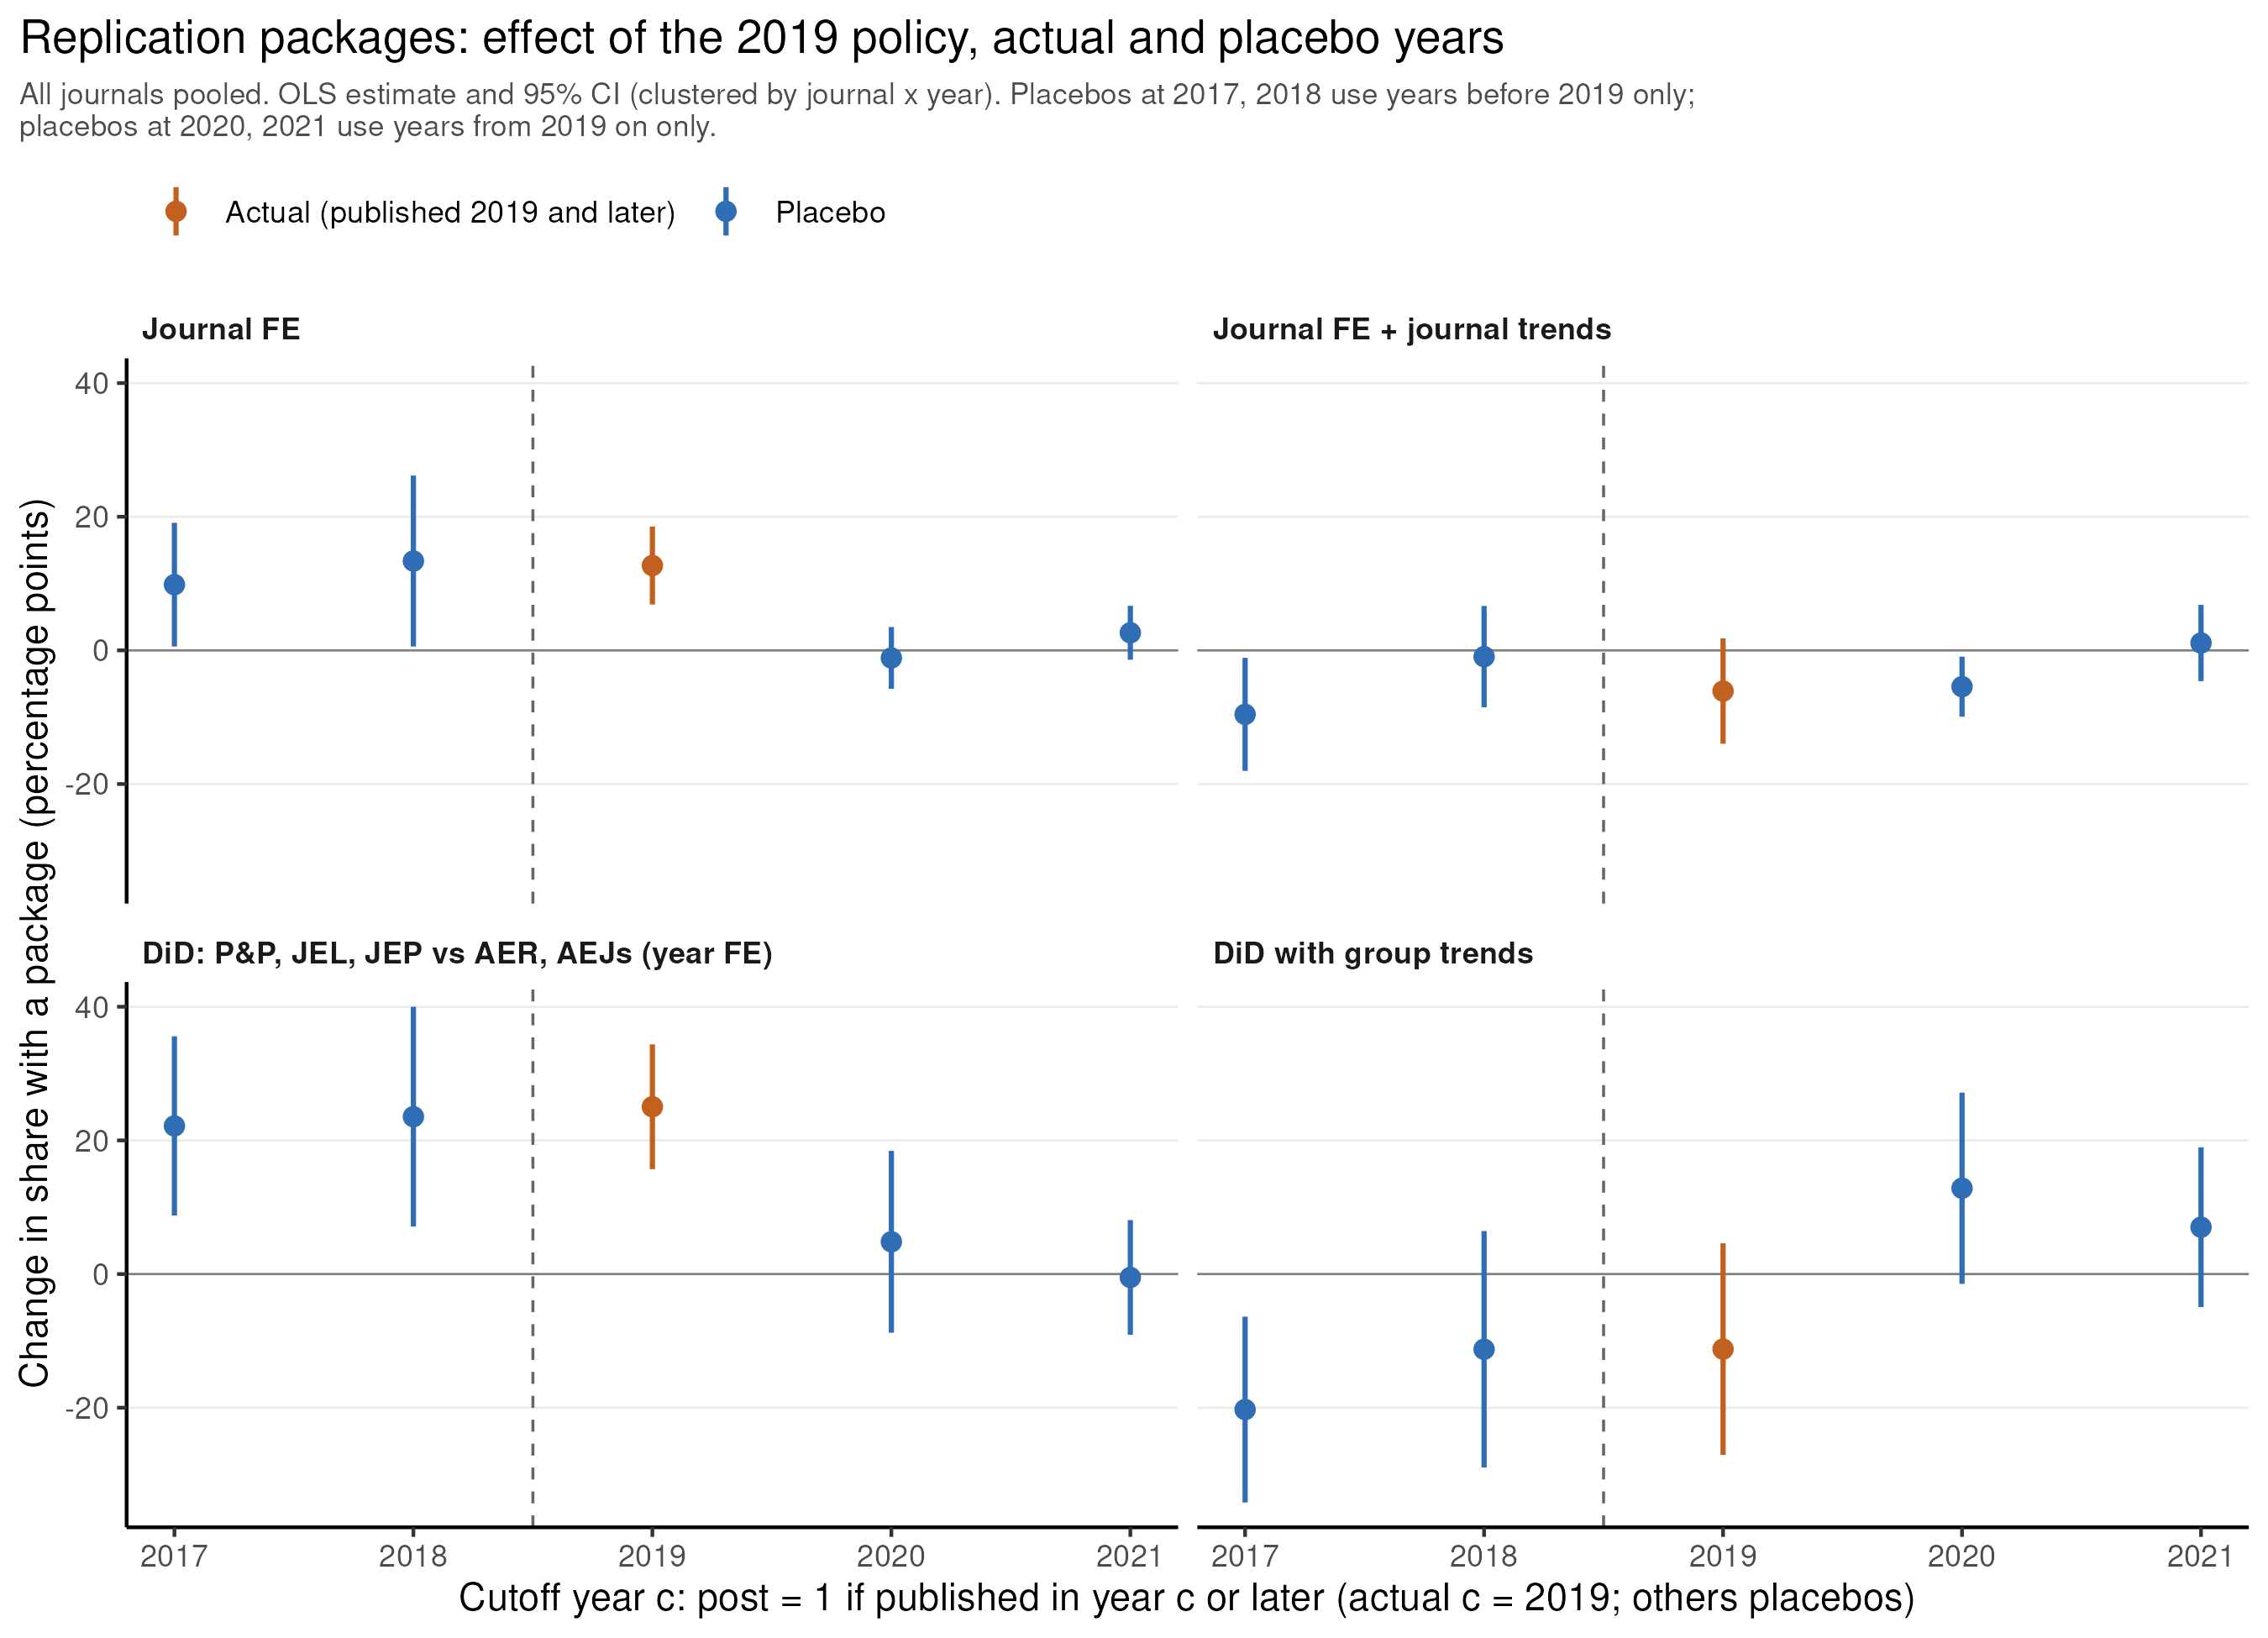 Replication packages: effect of the 2019 policy, actual and placebo years
All journals pooled. OLS estimate and 95% CI (clustered by journal x year). Placebos at 2017, 2018 use years before 2019 only;
placebos at 2020, 2021 use years from 2019 on only.
Actual (published 2019 and later)
Placebo
Change in share with a package (percentage points)
Journal FE
40
20
0
-20
Journal FE + journal trends
DiD: P&P, JEL, JEP vs AER, AEJs (year FE)
40
20
0
-20
2017
2018
2019
2020
2021
DiD with group trends
2017
2018
2019
2020
2021
Cutoff year c: post = 1 if published in year c or later (actual c = 2019; others placebos)